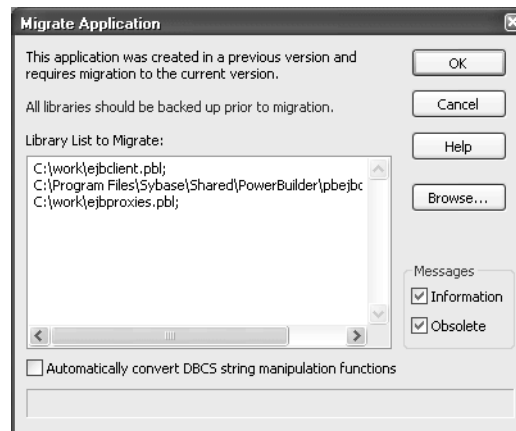 Migrate Application
This application was created in a previous version and
requires migration to the current version.
All libraries should be backed up prior to migration.
Library List to Migrate:
C:\work\ejbclient.pbl;
C:\Program Files\Sybase\Shared\PowerBuilder\pbejbc
C:\work\ejbproxies.pbl;
OK
Cancel
Help
Browse...
Messages
Information
Obsolete
Automatically convert DBCS string manipulation functions